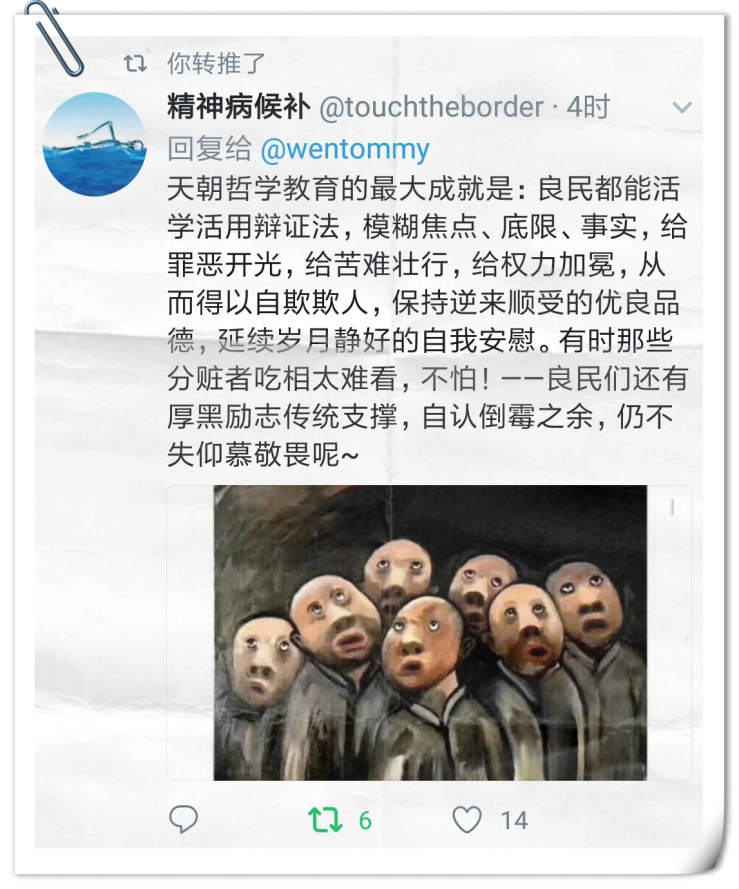 你转推了
精神病候补 @touchtheborder · 4时
回复给 @wentommy
天朝哲学教育的最大成就是：良民都能活
学活用辩证法，模糊焦点、底限、事实，给
罪恶开光，给苦难壮行，给权力加冕，从
而得以自欺欺人，保持逆来顺受的优良品
德，延续岁月静好的自我安慰。有时那些
分赃者吃相太难看，不怕！——良民们还有
厚黑励志传统支撑，自认倒霉之余，仍不
失仰慕敬畏呢~
6 14